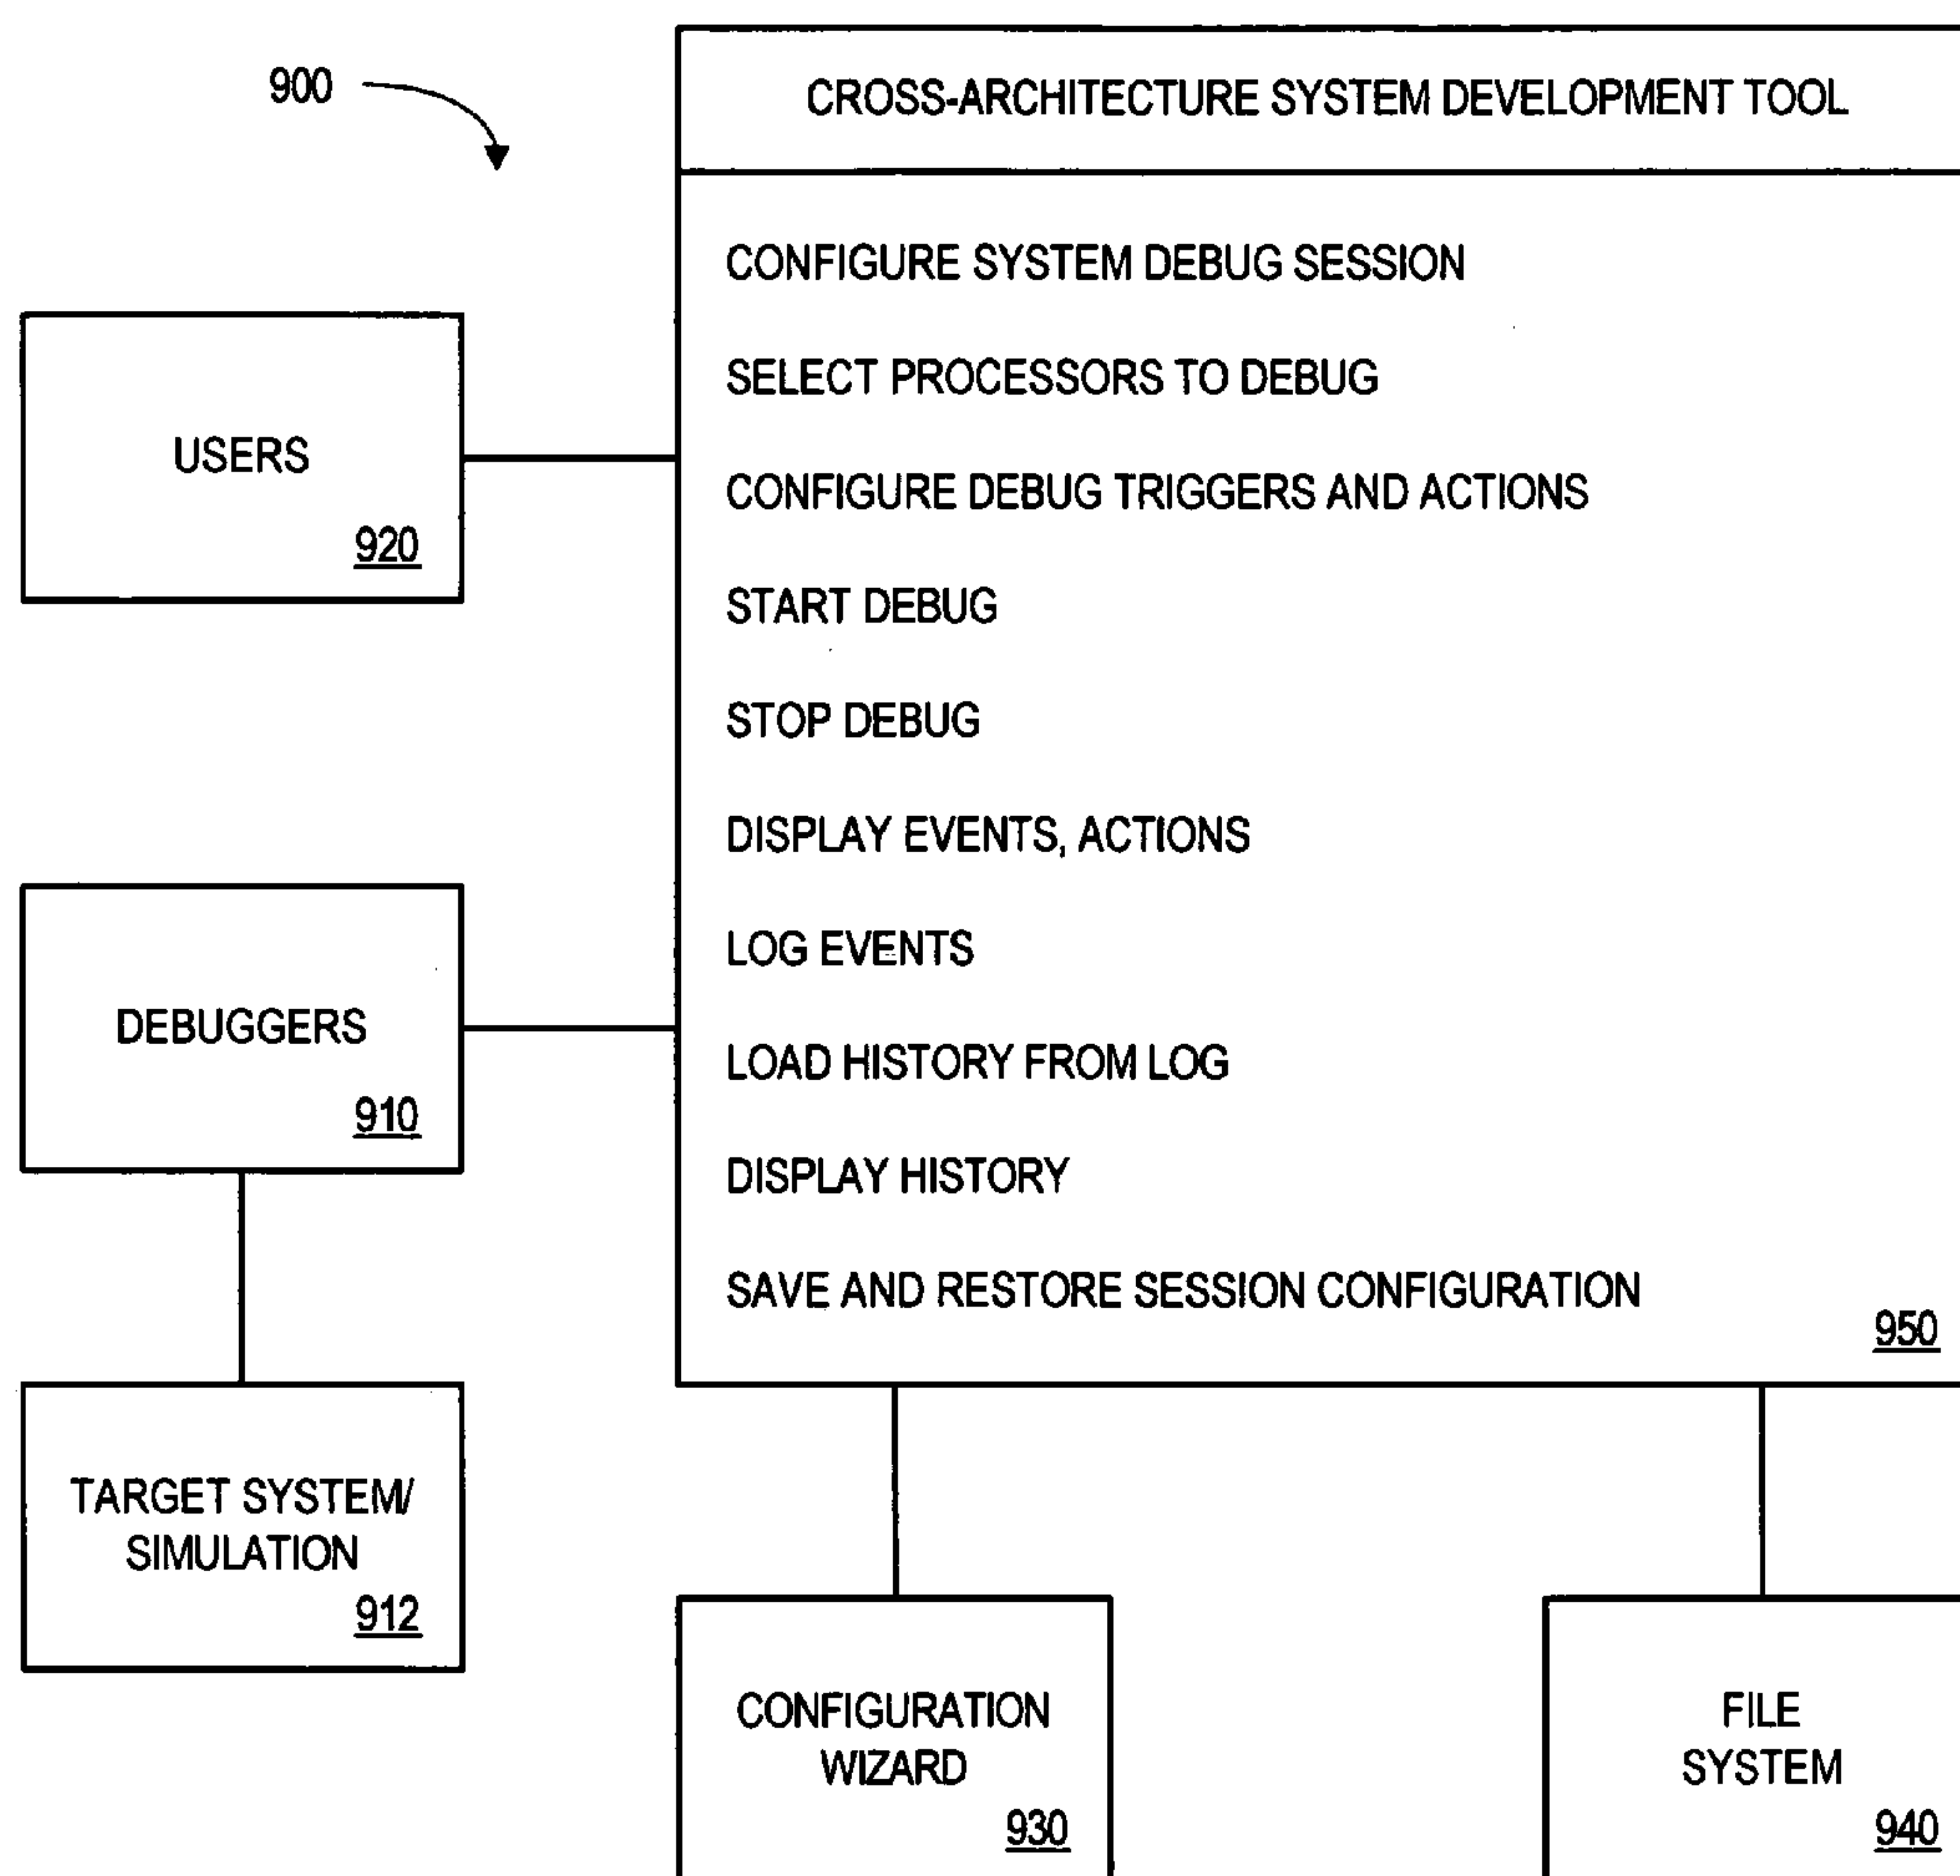 900
CROSS-ARCHITECTURE SYSTEM DEVELOPMENT TOOL
CONFIGURE SYSTEM DEBUG SESSION
SELECT PROCESSORS TO DEBUG
CONFIGURE DEBUG TRIGGERS AND ACTIONS
START DEBUG
STOP DEBUG
DISPLAY EVENTS, ACTIONS
LOG EVENTS
LOAD HISTORY FROM LOG
DISPLAY HISTORY
SAVE AND RESTORE SESSION CONFIGURATION
950
USERS
920
DEBUGGERS
910
TARGET SYSTEM/
SIMULATION
912
CONFIGURATION
WIZARD
930
FILE
SYSTEM
940